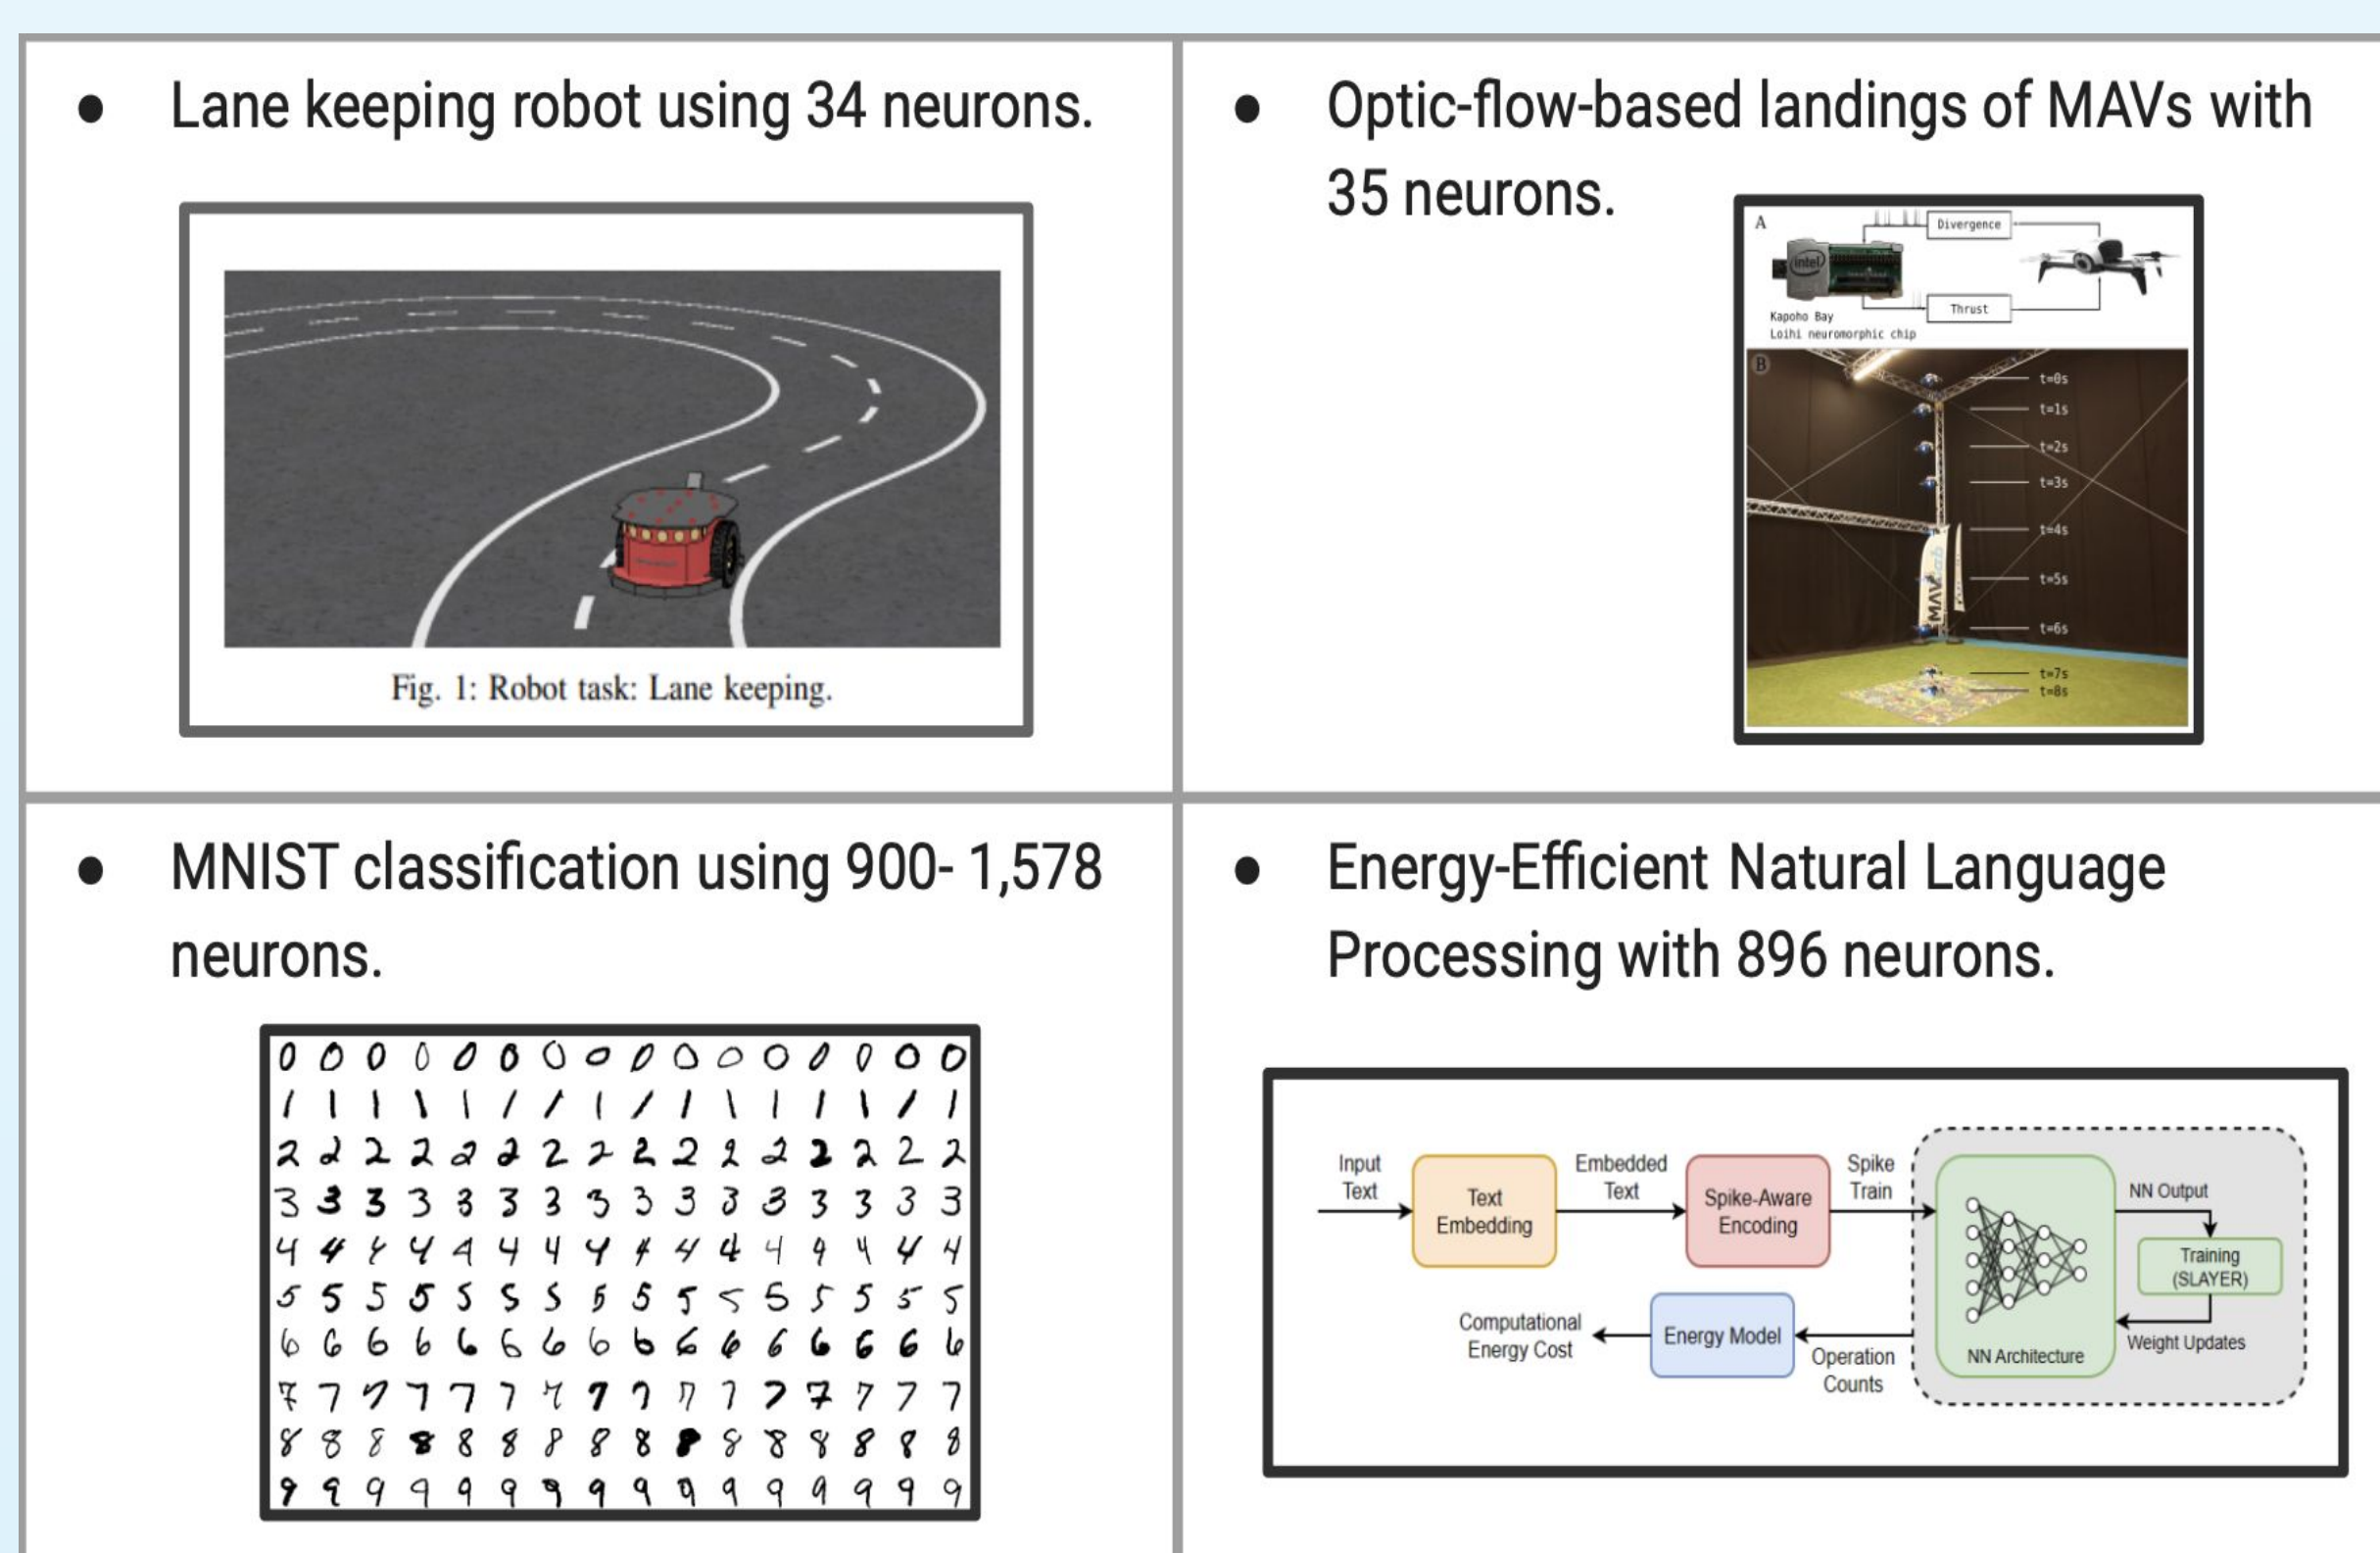 ● Lane keeping robot using 34 neurons.
Fig. 1: Robot task: Lane keeping.
● Optic-flow-based landings of MAVs with
35 neurons.
A
Divergence
intel
Thrust
Kapoho Bay
Loihi neuromorphic chip
B
t=0s
t=1s
t=2s
t=3s
t=4s
t=5s
t=6s
t=7s
t=8s
MAVLab
● MNIST classification using 900- 1,578
neurons.
0 0 0 0 0 0 0 0 0 0 0 0 0 0 0 0
1 1 1 1 1 1 1 1 1 1 1 1 1 1 1 1
2 2 2 2 2 2 2 2 2 2 2 2 2 2 2 2
3 3 3 3 3 3 3 3 3 3 3 3 3 3 3 3
4 4 4 4 4 4 4 4 4 4 4 4 4 4 4 4
5 5 5 5 5 5 5 5 5 5 5 5 5 5 5 5
6 6 6 6 6 6 6 6 6 6 6 6 6 6 6 6
7 7 7 7 7 7 7 7 7 7 7 7 7 7 7 7
8 8 8 8 8 8 8 8 8 8 8 8 8 8 8 8
9 9 9 9 9 9 9 9 9 9 9 9 9 9 9 9
● Energy-Efficient Natural Language
Processing with 896 neurons.
Input
Text
Text
Embedding
Embedded
Text
Spike-Aware
Encoding
Spike
Train
NN Architecture
NN Output
Training
(SLAYER)
Weight Updates
Operation
Counts
Energy Model
Computational
Energy Cost